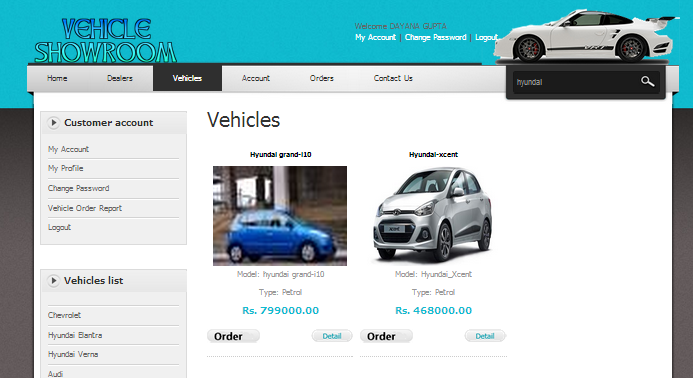 VEHICLE
SHOWROOM
Welcome DAYANA GUPTA
My Account | Change Password | Logout
Home
Dealers
Vehicles
Account
Orders
Contact Us
hyundai
Customer account
My Account
My Profile
Change Password
Vehicle Order Report
Logout
Vehicles list
Chevrolet
Hyundai Elantra
Hyundai Verna
Audi
Vehicles
Hyundai grand-i10
Model: hyundai grand-i10
Type: Petrol
Rs. 799000.00
Order
Detail
Hyundai-xcent
Model: Hyundai_Xcent
Type: Petrol
Rs. 468000.00
Order
Detail